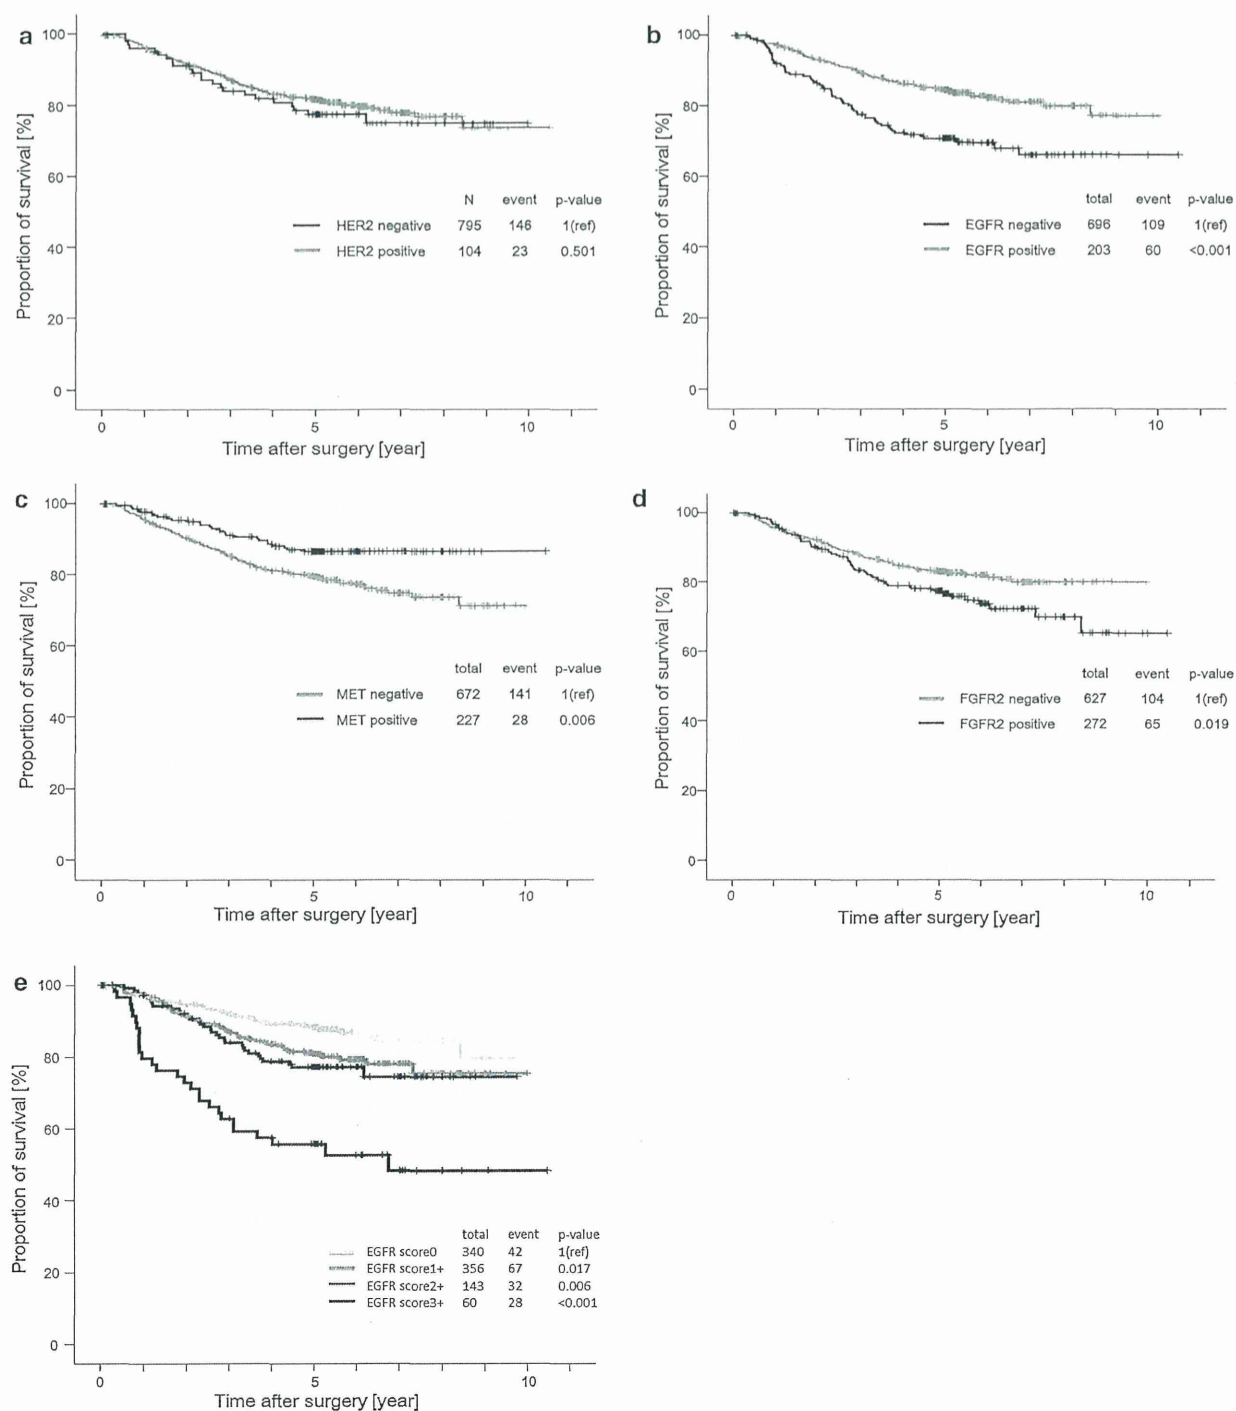 a
100
80
60
40
20
0
Proportion of survival [%]
N event p-value
HER2 negative 795 146 1(ref)
HER2 positive 104 23 0.501
0 5 10
Time after surgery [year]
b
100
80
60
40
20
0
Proportion of survival [%]
total event p-value
EGFR negative 696 109 1(ref)
EGFR positive 203 60 <0.001
0 5 10
Time after surgery [year]
c
100
80
60
40
20
0
Proportion of survival [%]
total event p-value
MET negative 672 141 1(ref)
MET positive 227 28 0.006
0 5 10
Time after surgery [year]
d
100
80
60
40
20
0
Proportion of survival [%]
total event p-value
FGFR2 negative 627 104 1(ref)
FGFR2 positive 272 65 0.019
0 5 10
Time after surgery [year]
e
100
80
60
40
20
0
Proportion of survival [%]
total event p-value
EGFR score0 340 42 1(ref)
EGFR score1+ 356 67 0.017
EGFR score2+ 143 32 0.006
EGFR score3+ 60 28 <0.001
0 5 10
Time after surgery [year]